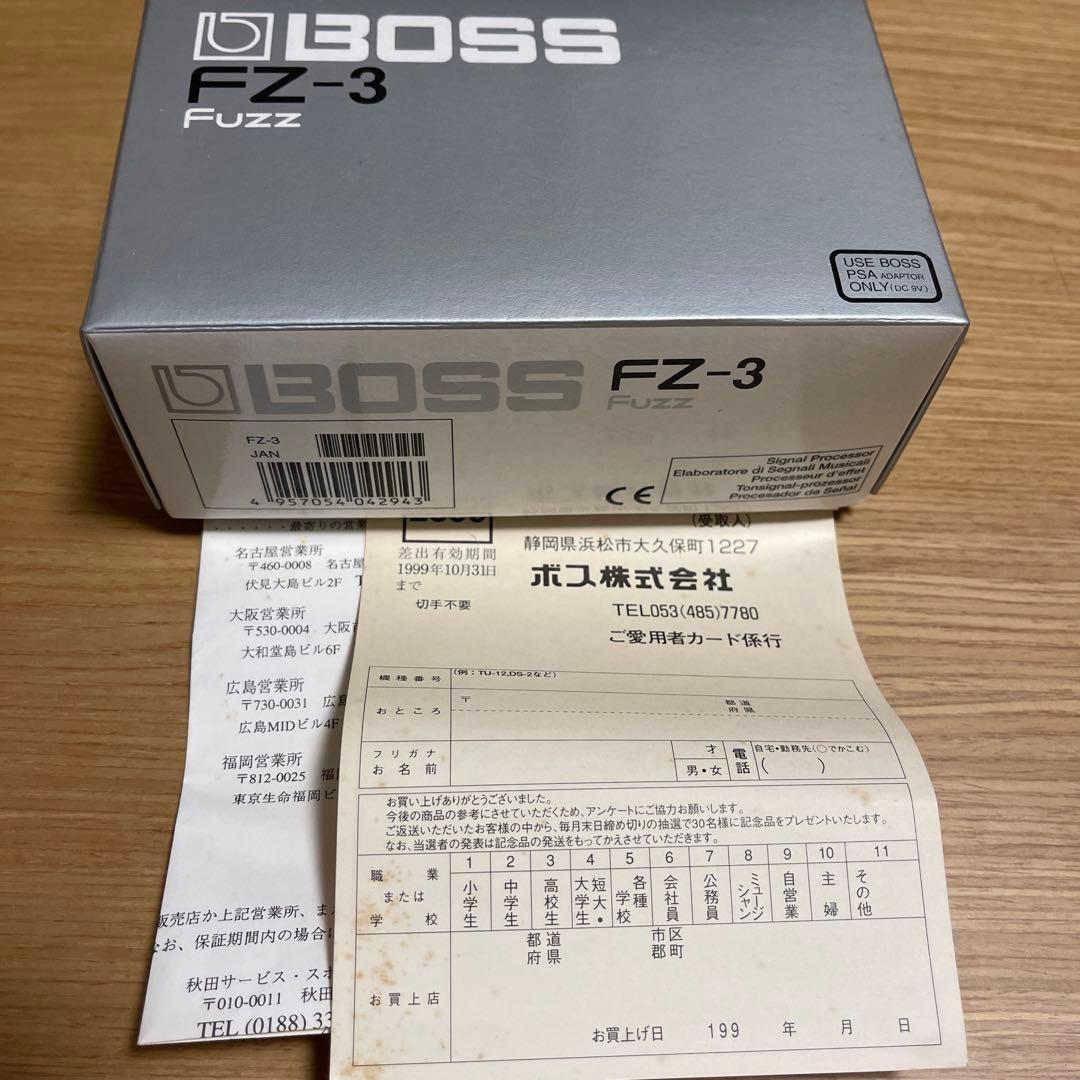 BOSS
FZ-3
Fuzz
USE BOSS
PSA ADAPTOR
ONLY (DC 9V)
BOSS FZ-3
Fuzz
FZ-3
JAN
4 957054 042943
CE
Signal Processor
Elaboratore di Segnali Musicali
Processeur d'effet
Tonsignal-prozessor
Procesador de Señal
最寄りの営業
名古屋営業所
〒460-0008 名古屋
伏見大島ビル2F T
大阪営業所
〒530-0004 大阪市
大和堂島ビル6F
広島営業所
〒730-0031 広島
広島MIDビル4F
福岡営業所
〒812-0025 福岡
東京生命福岡ビ
販売店か上記営業所、また
なお、保証期間内の場合に
秋田サービス・スポ
〒010-0011 秋田
TEL (0188) 33
(受取人)
差出有効期間
1999年10月31日
まで
切手不要
静岡県浜松市大久保町1227
ボス株式会社
TEL053(485)7780
ご愛用者カード係行
機種番号 (例:TU-12,DS-2など)
おところ 〒 都道府県
フリガナ
お名前
才
男・女
電話 自宅・勤務先(○でかこむ)
( )
お買い上げありがとうございました。
今後の商品の参考にさせていただくため、アンケートにご協力お願いします。
ご返送いただいたお客様の中から、毎月末日締め切りの抽選で30名様に記念品をプレゼントいたします。
なお、当選者の発表は記念品の発送をもってかえさせていただきます。
職業または学校
1 2 3 4 5 6 7 8 9 10 11
小学生 中学生 高校生 短大・大学生 各種学校 会社員 公務員 ミュージシャン 自営業 主婦 その他
お買上店 都道府県 市区郡町
お買上げ日 199 年 月 日